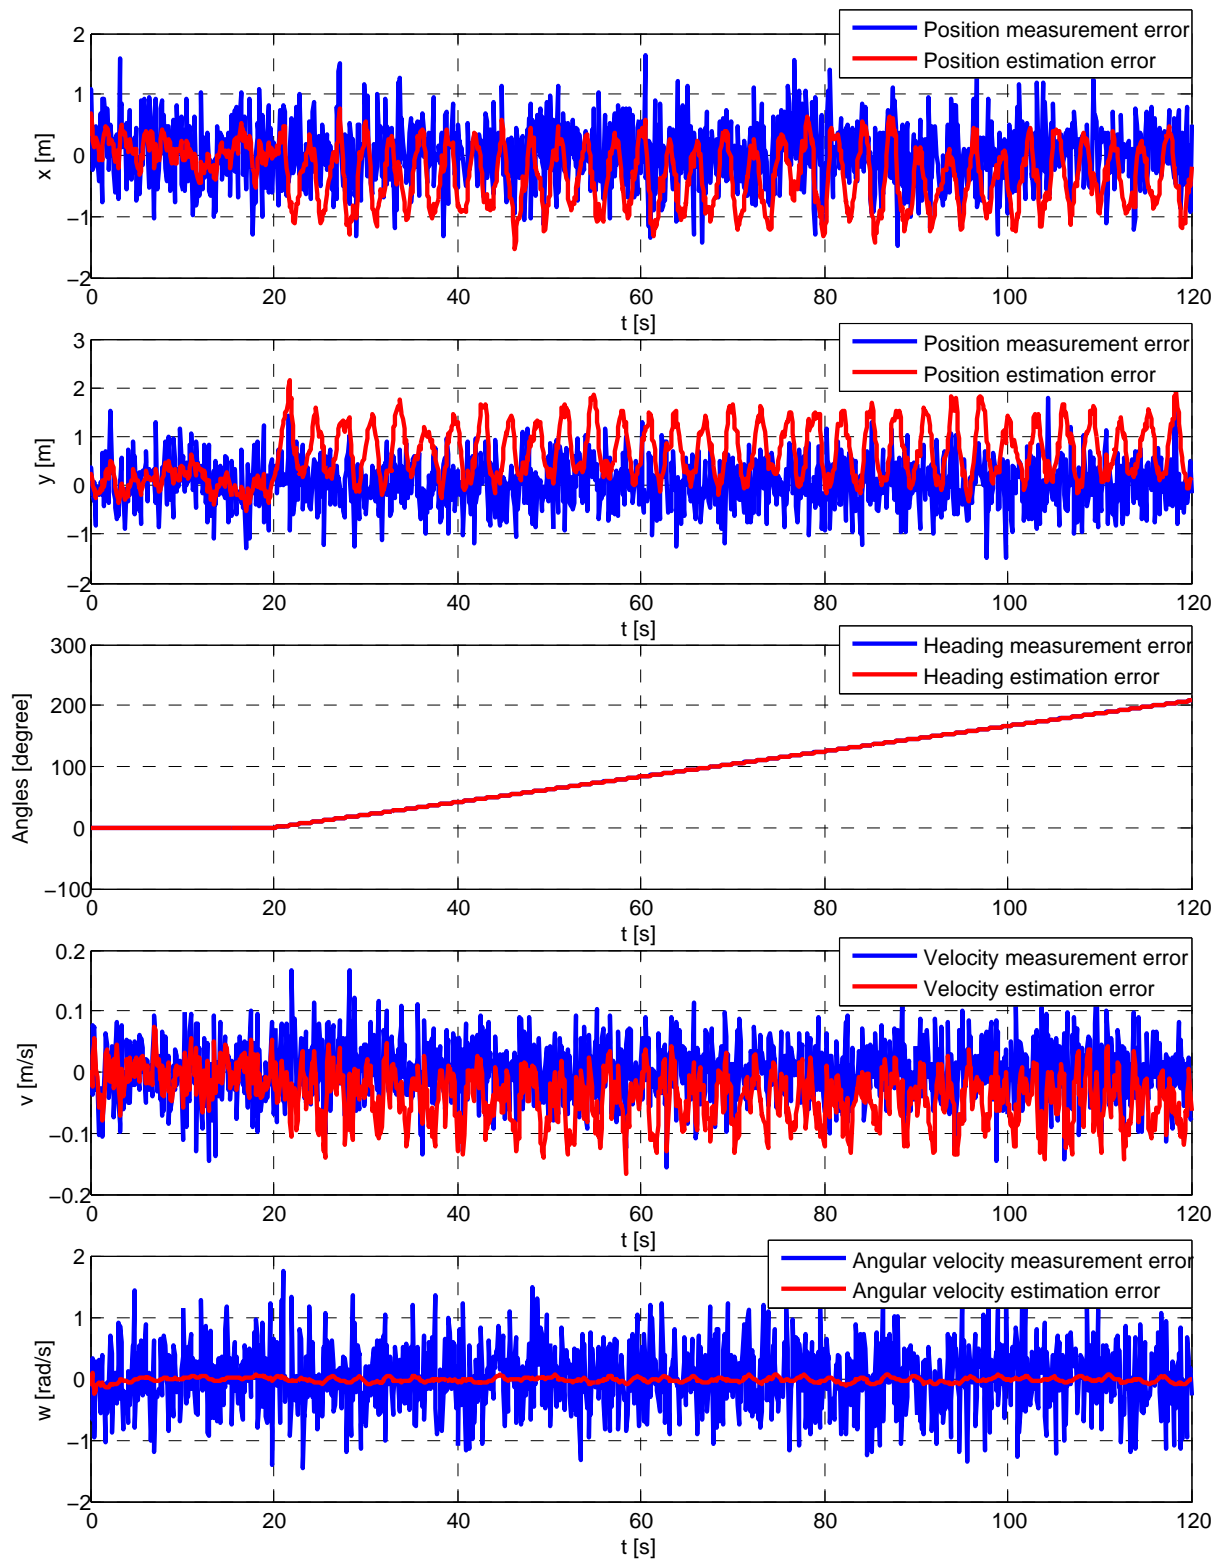 Position measurement error
Position estimation error
2
1
0
−1
−2
x [m]
0 20 40 60 80 100 120
t [s]
Position measurement error
Position estimation error
3
2
1
0
−1
−2
y [m]
0 20 40 60 80 100 120
t [s]
Heading measurement error
Heading estimation error
300
200
100
0
−100
Angles [degree]
0 20 40 60 80 100 120
t [s]
Velocity measurement error
Velocity estimation error
0.2
0.1
0
−0.1
−0.2
v [m/s]
0 20 40 60 80 100 120
t [s]
Angular velocity measurement error
Angular velocity estimation error
2
1
0
−1
−2
w [rad/s]
0 20 40 60 80 100 120
t [s]